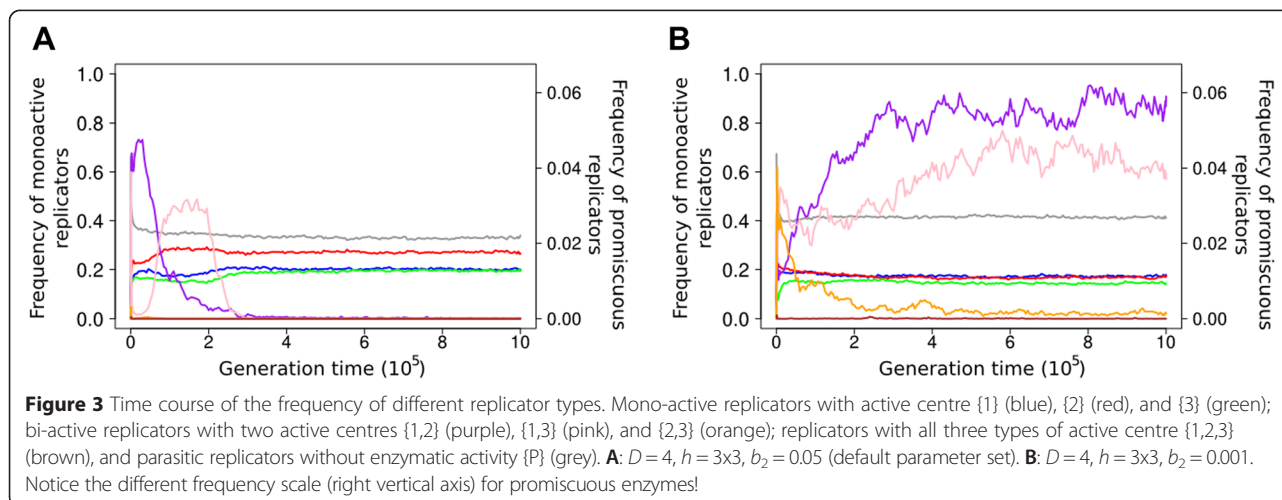 A
B
Frequency of monoactive
replicators
1.0
0.8
0.6
0.4
0.2
0.0
0.06
0.04
0.02
0.00
Frequency of promiscuous
replicators
0
2
4
6
8
10
Generation time (10⁵)
Frequency of monoactive
replicators
1.0
0.8
0.6
0.4
0.2
0.0
0.06
0.04
0.02
0.00
Frequency of promiscuous
replicators
0
2
4
6
8
10
Generation time (10⁵)
Figure 3 Time course of the frequency of different replicator types. Mono-active replicators with active centre {1} (blue), {2} (red), and {3} (green);
bi-active replicators with two active centres {1,2} (purple), {1,3} (pink), and {2,3} (orange); replicators with all three types of active centre {1,2,3}
(brown), and parasitic replicators without enzymatic activity {P} (grey). A: D = 4, h = 3x3, b₂ = 0.05 (default parameter set). B: D = 4, h = 3x3, b₂ = 0.001.
Notice the different frequency scale (right vertical axis) for promiscuous enzymes!